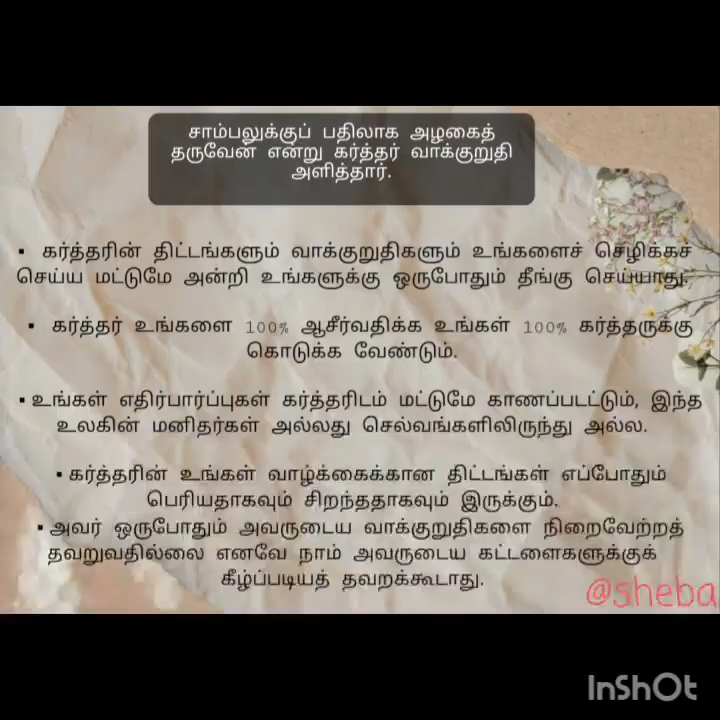 சாம்பலுக்குப் பதிலாக அழகைத்
தருவேன் என்று கர்த்தர் வாக்குறுதி
அளித்தார்.
▪ கர்த்தரின் திட்டங்களும் வாக்குறுதிகளும் உங்களைச் செழிக்கச்
செய்ய மட்டுமே அன்றி உங்களுக்கு ஒருபோதும் தீங்கு செய்யாது.
▪ கர்த்தர் உங்களை 100% ஆசீர்வதிக்க உங்கள் 100% கர்த்தருக்கு
கொடுக்க வேண்டும்.
▪ உங்கள் எதிர்பார்ப்புகள் கர்த்தரிடம் மட்டுமே காணப்படட்டும், இந்த
உலகின் மனிதர்கள் அல்லது செல்வங்களிலிருந்து அல்ல.
▪ கர்த்தரின் உங்கள் வாழ்க்கைக்கான திட்டங்கள் எப்போதும்
பெரியதாகவும் சிறந்ததாகவும் இருக்கும்.
▪ அவர் ஒருபோதும் அவருடைய வாக்குறுதிகளை நிறைவேற்றத்
தவறுவதில்லை எனவே நாம் அவருடைய கட்டளைகளுக்குக்
கீழ்ப்படியத் தவறக்கூடாது.
@sheba
InShOt